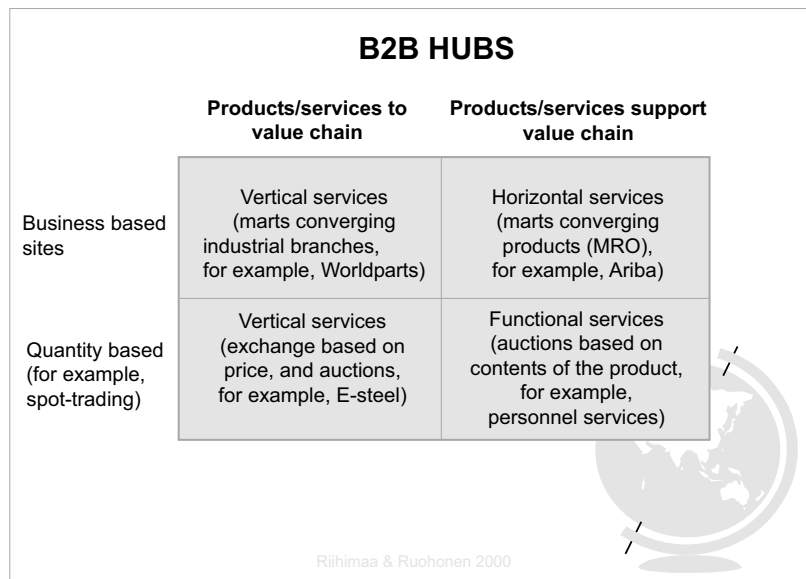 B2B HUBS
Products/services to
value chain
Products/services support
value chain
Business based
sites
Vertical services
(marts converging
industrial branches,
for example, Worldparts)
Horizontal services
(marts converging
products (MRO),
for example, Ariba)
Quantity based
(for example,
spot-trading)
Vertical services
(exchange based on
price, and auctions,
for example, E-steel)
Functional services
(auctions based on
contents of the product,
for example,
personnel services)
Riihimaa & Ruohonen 2000